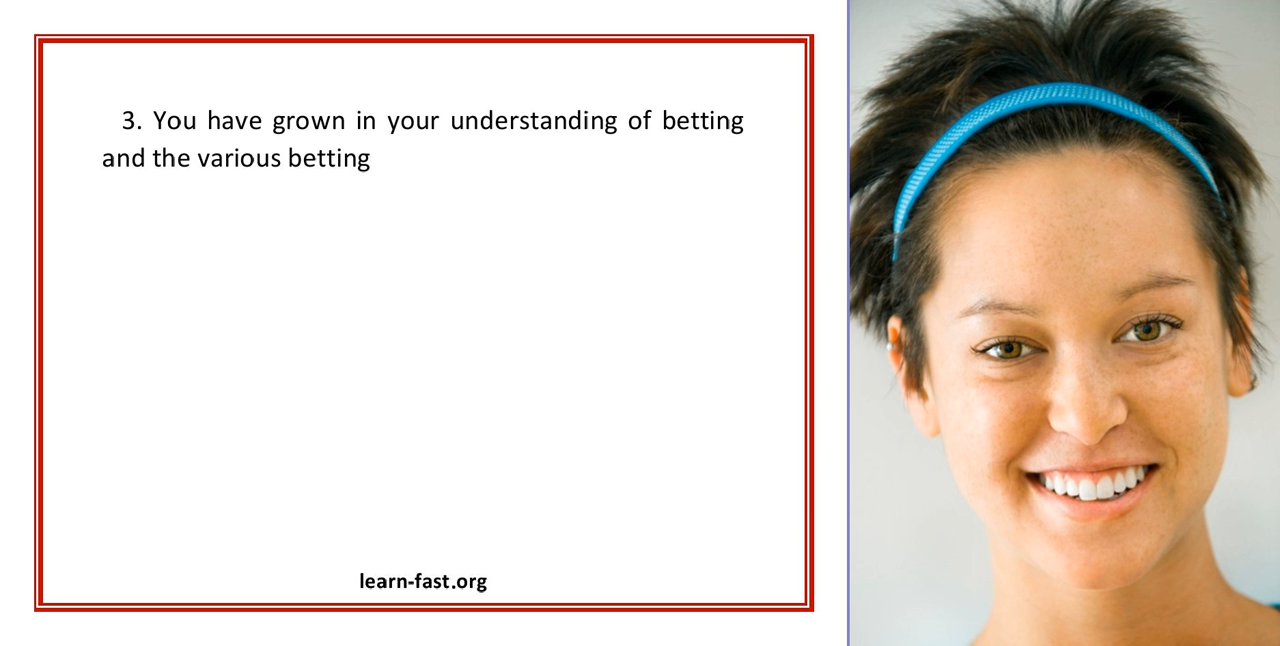 3. You have grown in your understanding of betting
and the various betting
learn-fast.org